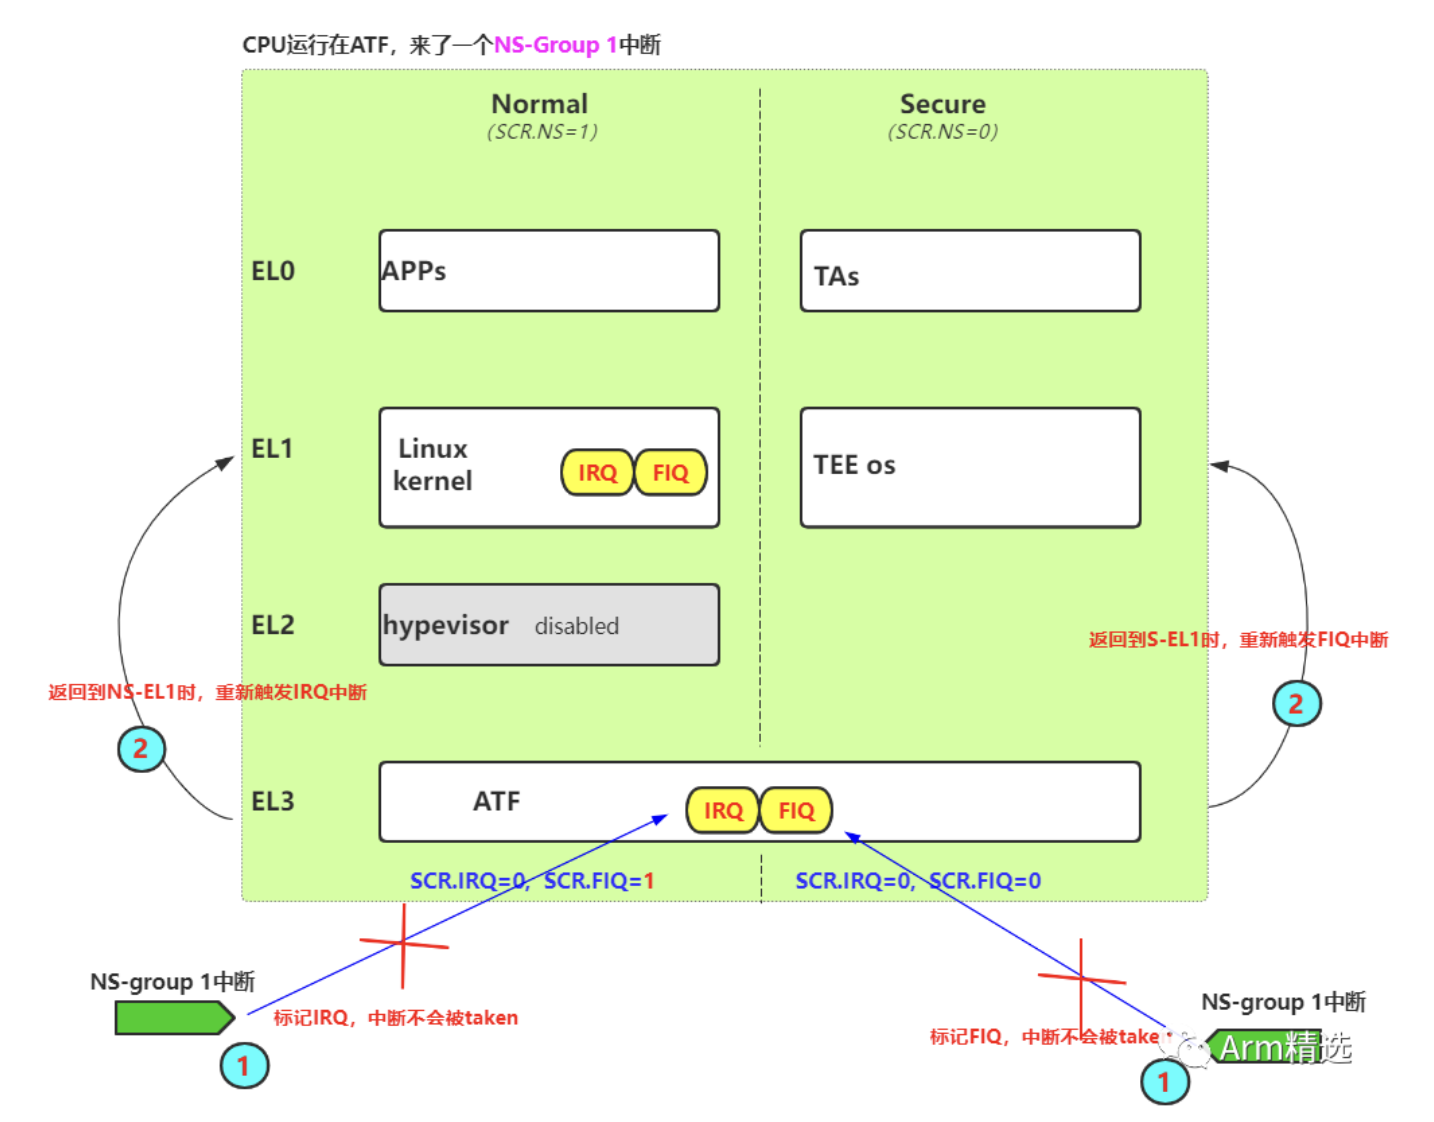 CPU运行在ATF，来了一个NS-Group 1中断
Normal
（SCR.NS=1）
Secure
（SCR.NS=0）
EL0
APPs
TAs
EL1
Linux
kernel
IRQ
FIQ
TEE os
EL2
hypevisor
disabled
返回到S-EL1时，重新触发FIQ中断
返回到NS-EL1时，重新触发IRQ中断
2
2
EL3
ATF
IRQ
FIQ
SCR.IRQ=0，SCR.FIQ=1
SCR.IRQ=0，SCR.FIQ=0
NS-group 1中断
NS-group 1中断
标记IRQ，中断不会被taken
标记FIQ，中断不会被taken
Arm精选
1
1